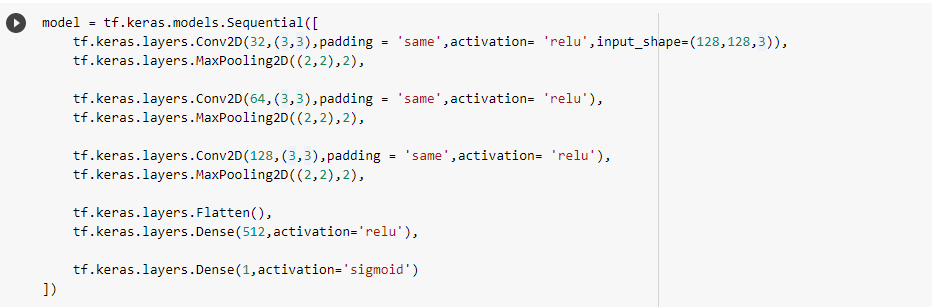 model = tf.keras.models.Sequential([
    tf.keras.layers.Conv2D(32,(3,3),padding = 'same',activation= 'relu',input_shape=(128,128,3)),
    tf.keras.layers.MaxPooling2D((2,2),2),

    tf.keras.layers.Conv2D(64,(3,3),padding = 'same',activation= 'relu'),
    tf.keras.layers.MaxPooling2D((2,2),2),

    tf.keras.layers.Conv2D(128,(3,3),padding = 'same',activation= 'relu'),
    tf.keras.layers.MaxPooling2D((2,2),2),

    tf.keras.layers.Flatten(),
    tf.keras.layers.Dense(512,activation='relu'),

    tf.keras.layers.Dense(1,activation='sigmoid')
])